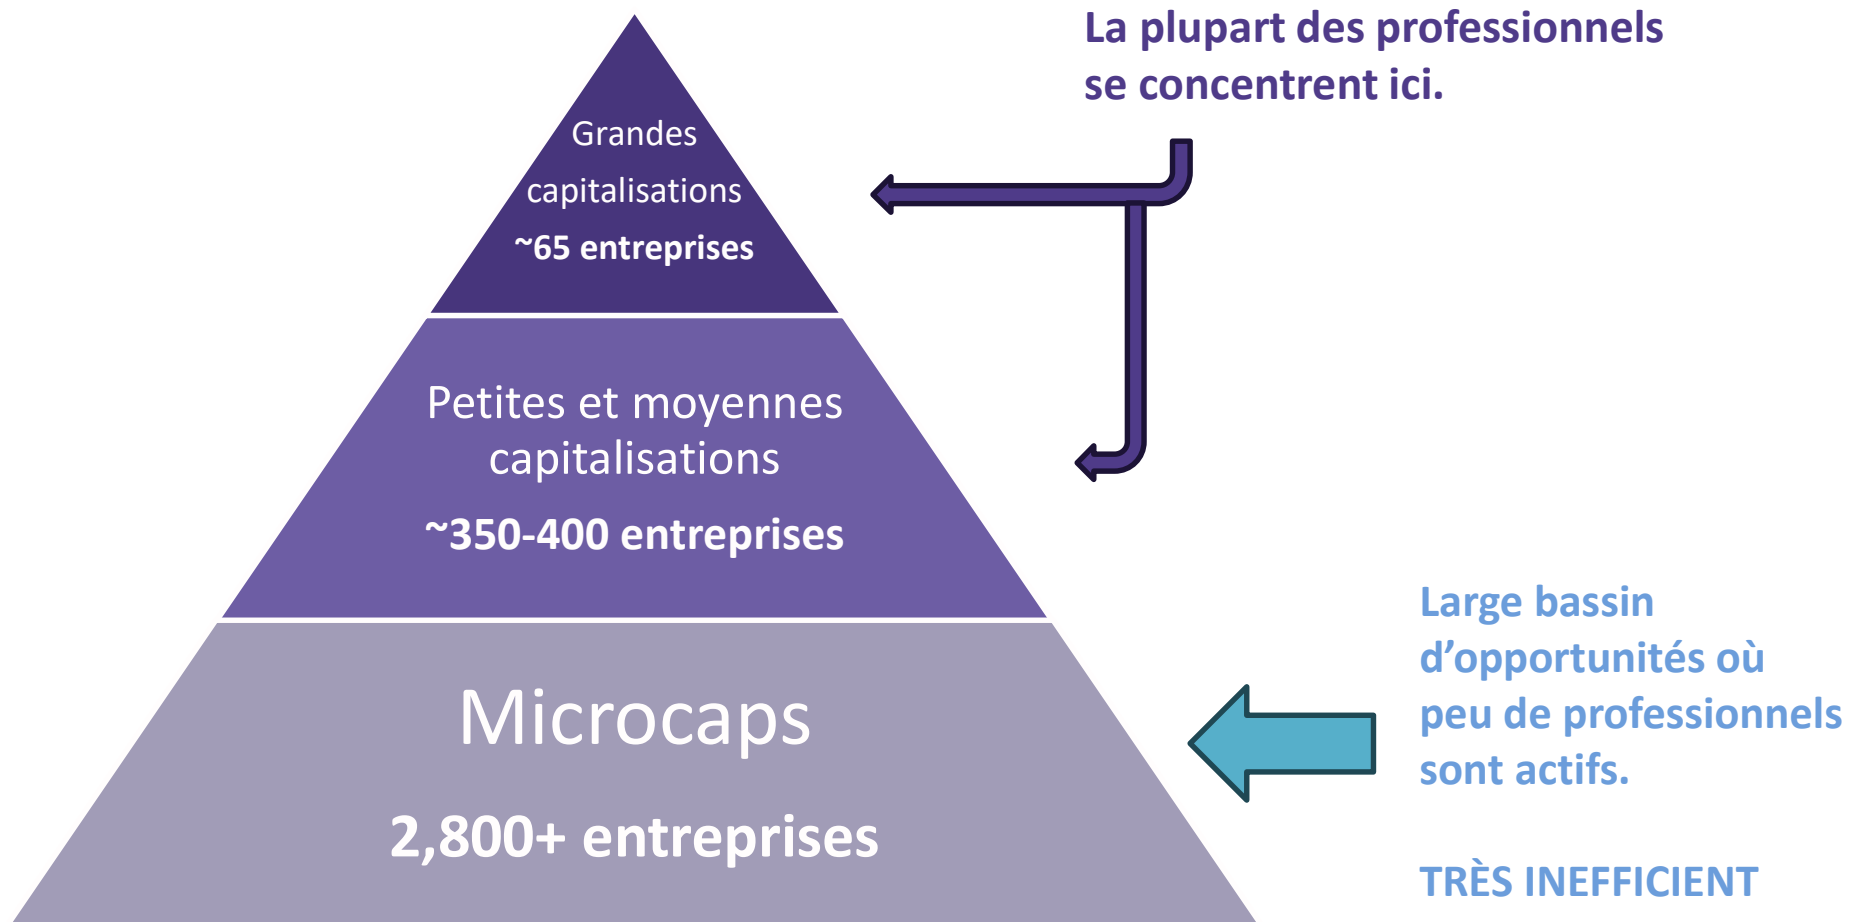 La plupart des professionnels
se concentrent ici.
Grandes
capitalisations
~65 entreprises
Petites et moyennes
capitalisations
~350-400 entreprises
Large bassin
d’opportunités où
peu de professionnels
sont actifs.
TRÈS INEFFICIENT
Microcaps
2,800+ entreprises